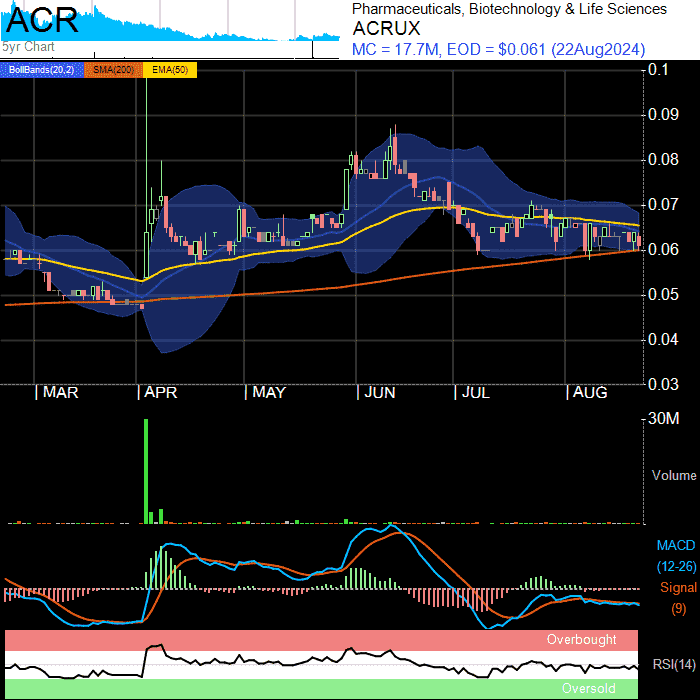 ACR
5yr Chart
Pharmaceuticals, Biotechnology & Life Sciences
ACRUX
MC = 17.7M, EOD = $0.061 (22Aug2024)
BollBands(20,2) SMA(200) EMA(50)
0.1
0.09
0.08
0.07
0.06
0.05
0.04
0.03
MAR APR MAY JUN JUL AUG
30M
Volume
MACD
(12-26)
Signal
(9)
Overbought
RSI(14)
Oversold